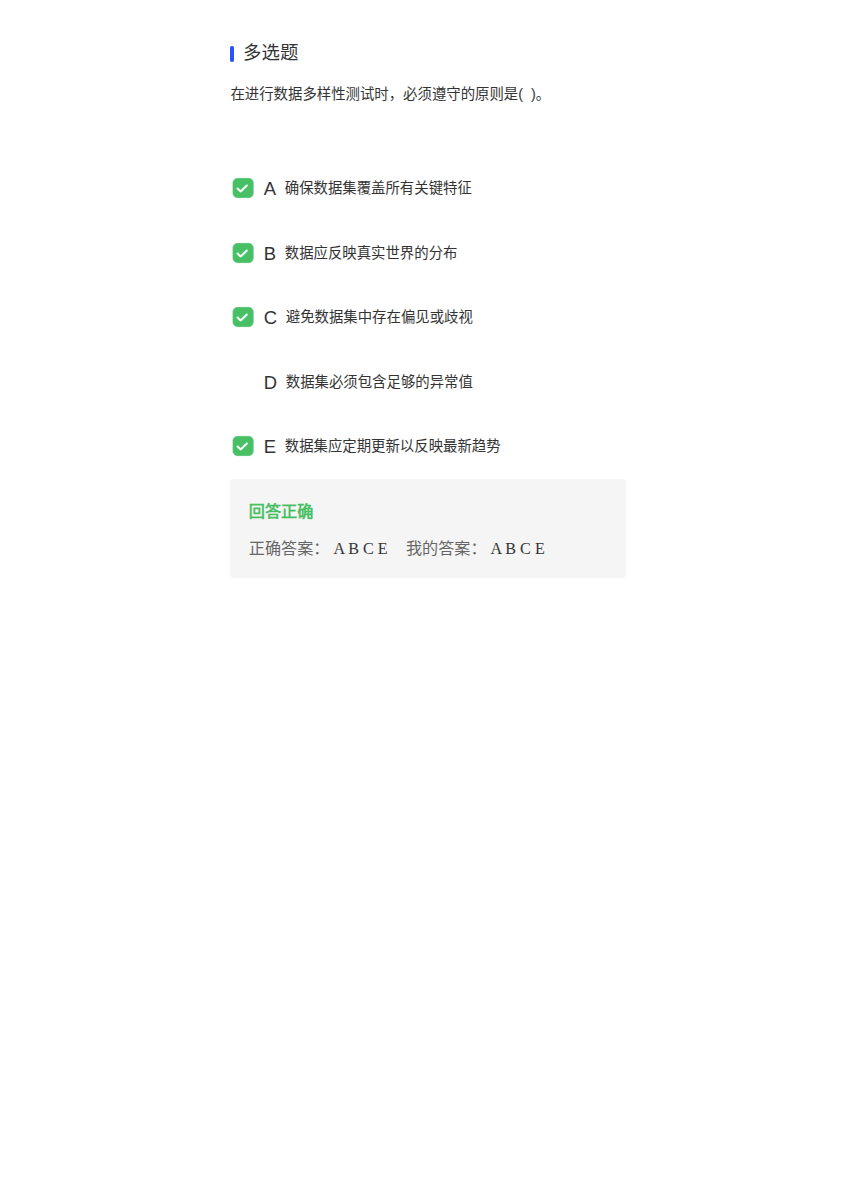 多选题
在进行数据多样性测试时，必须遵守的原则是(  )。
A 确保数据集覆盖所有关键特征
B 数据应反映真实世界的分布
C 避免数据集中存在偏见或歧视
D 数据集必须包含足够的异常值
E 数据集应定期更新以反映最新趋势
回答正确
正确答案： A B C E 我的答案： A B C E